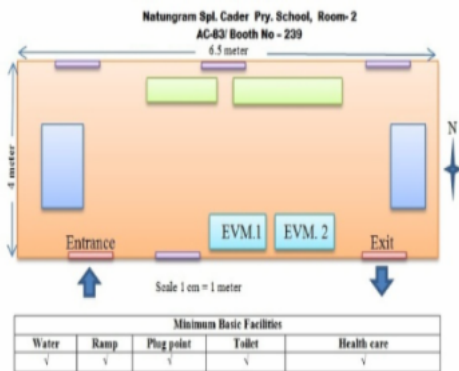 Natungram Spl. Cader Pry. School, Room- 2
AC-83/ Booth No – 239
6.5 meter
4 meter
N
EVM.1 EVM. 2
Entrance Exit
Scale 1 cm = 1 meter
Minimum Basic Facilities
Water Ramp Plug point Toilet Health care
√ √ √ √ √